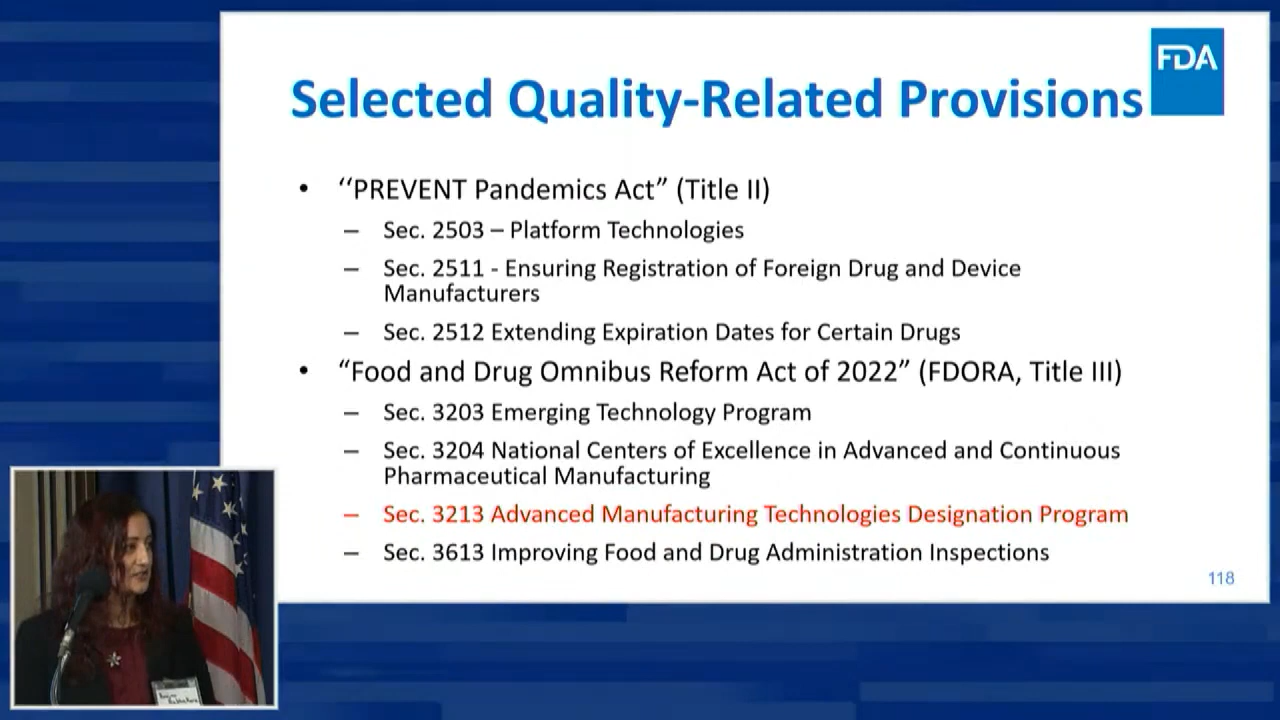 FDA
Selected Quality-Related Provisions
• ‘‘PREVENT Pandemics Act” (Title II)
– Sec. 2503 – Platform Technologies
– Sec. 2511 - Ensuring Registration of Foreign Drug and Device
Manufacturers
– Sec. 2512 Extending Expiration Dates for Certain Drugs
• “Food and Drug Omnibus Reform Act of 2022” (FDORA, Title III)
– Sec. 3203 Emerging Technology Program
– Sec. 3204 National Centers of Excellence in Advanced and Continuous
Pharmaceutical Manufacturing
– Sec. 3213 Advanced Manufacturing Technologies Designation Program
– Sec. 3613 Improving Food and Drug Administration Inspections
118